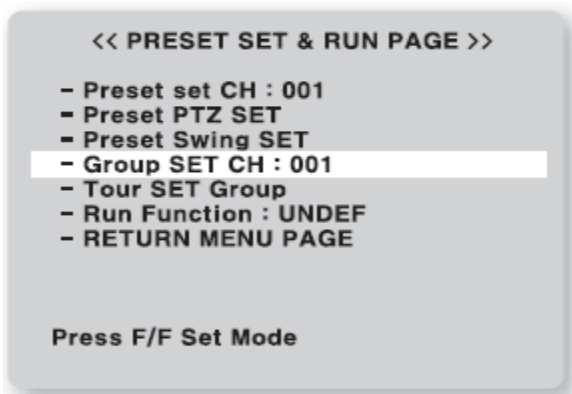 << PRESET SET & RUN PAGE >>
- Preset set CH : 001
- Preset PTZ SET
- Preset Swing SET
- Group SET CH : 001
- Tour SET Group
- Run Function : UNDEF
- RETURN MENU PAGE
Press F/F Set Mode